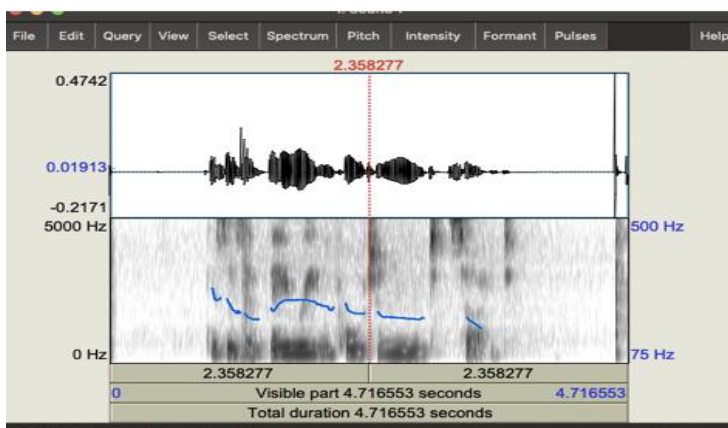 File Edit Query View Select Spectrum Pitch Intensity Formant Pulses Help
2.358277
0.4742
0.01913
-0.2171
5000 Hz 500 Hz
0 Hz 75 Hz
2.358277 2.358277
0 Visible part 4.716553 seconds 4.716553
Total duration 4.716553 seconds